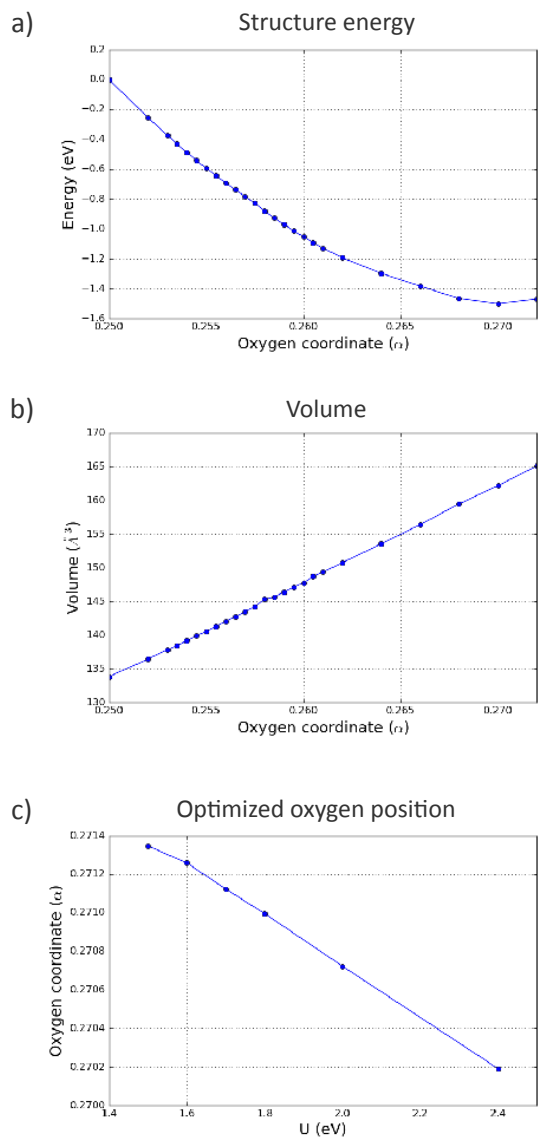 a) Structure energy
0.2
0.0
−0.2
−0.4
−0.6
−0.8
−1.0
−1.2
−1.4
−1.6
Energy (eV)
0.250 0.255 0.260 0.265 0.270
Oxygen coordinate (α)
b) Volume
170
165
160
155
150
145
140
135
130
Volume (Å^3)
0.250 0.255 0.260 0.265 0.270
Oxygen coordinate (α)
c) Optimized oxygen position
0.2714
0.2712
0.2710
0.2708
0.2706
0.2704
0.2702
0.2700
Oxygen coordinate (α)
1.4 1.6 1.8 2.0 2.2 2.4
U (eV)